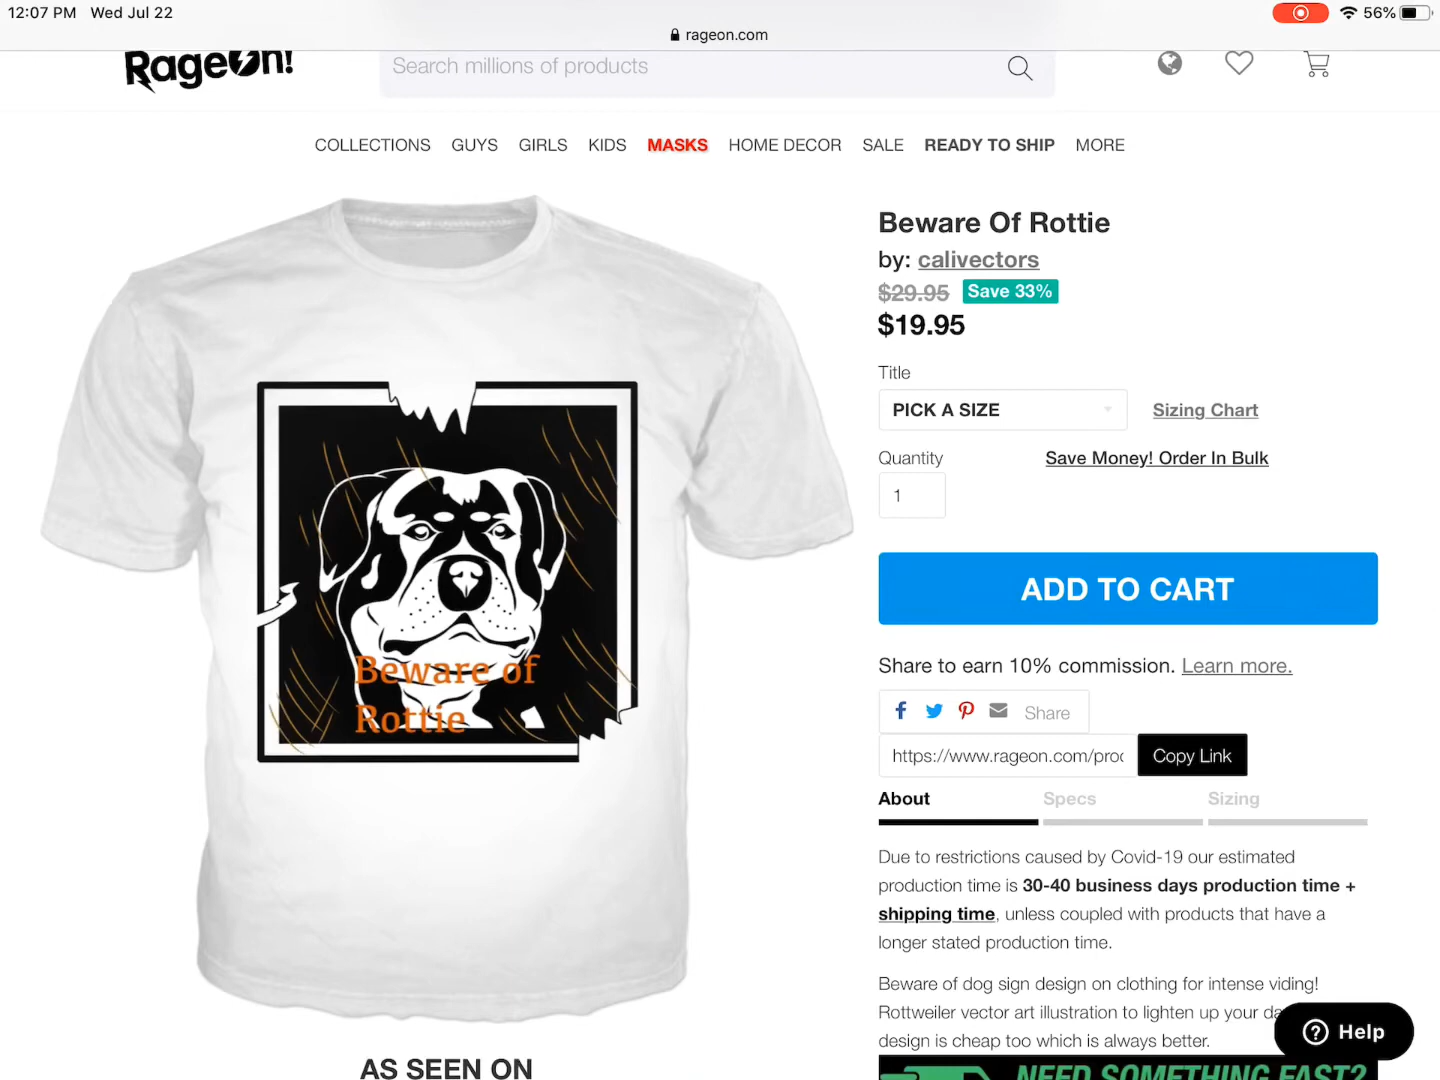 12:07 PM Wed Jul 22
56%
rageon.com
RageOn!
Search millions of products
COLLECTIONS GUYS GIRLS KIDS MASKS HOME DECOR SALE READY TO SHIP MORE
Beware of
Rottie
AS SEEN ON
Beware Of Rottie
by: calivectors
$29.95 Save 33%
$19.95
Title
PICK A SIZE Sizing Chart
Quantity Save Money! Order In Bulk
1
ADD TO CART
Share to earn 10% commission. Learn more.
Share
https://www.rageon.com/proc Copy Link
About Specs Sizing
Due to restrictions caused by Covid-19 our estimated
production time is 30-40 business days production time +
shipping time, unless coupled with products that have a
longer stated production time.
Beware of dog sign design on clothing for intense viding!
Rottweiler vector art illustration to lighten up your
design is cheap too which is always better.
Help
NEED SOMETHING FAST?